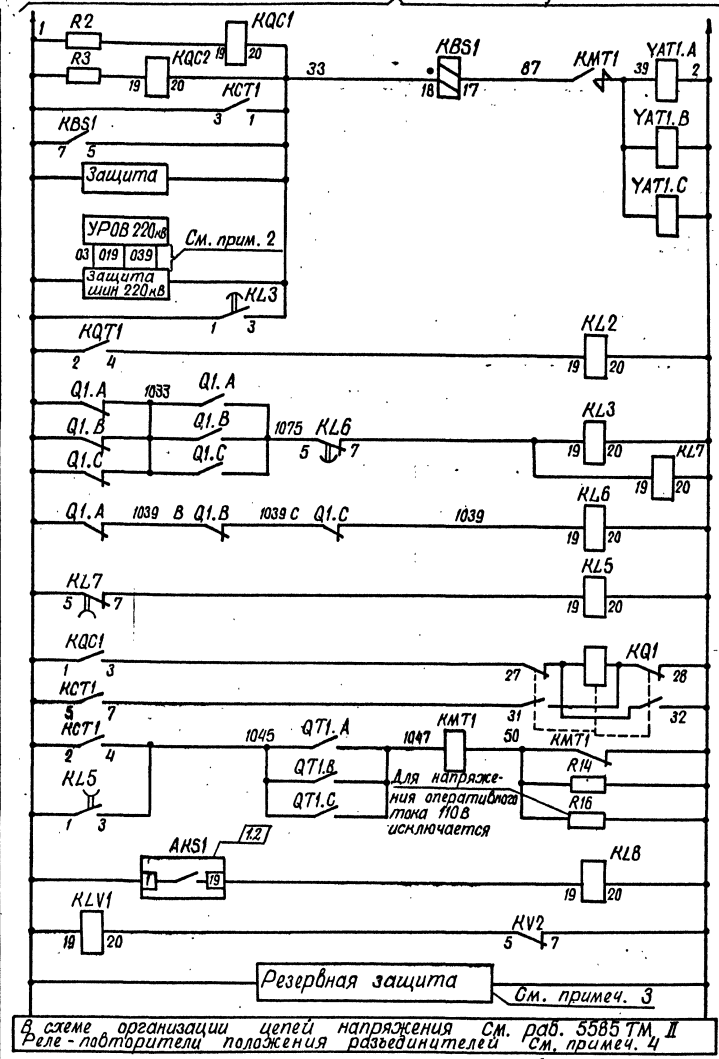 1 R2 KQC1
19 20
R3 KQC2
19 20
33 KBS1 87 KMT1 39 YAT1.A 2
18 17
KCT1
3 1
YAT1.B
KBS1
7 5
Защита
YAT1.C
УРОВ 220кв
03 019 039
См. прим. 2
Защита
шин 220кв
KL3
1 3
KQT1
2 4
KL2
19 20
Q1.A 1033 Q1.A
Q1.B Q1.B 1075 KL6 KL3
5 7 19 20
Q1.C Q1.C KL7
19 20
Q1.A 1039 B Q1.B 1039 C Q1.C 1039 KL6
19 20
KL7 KL5
5 7 19 20
KQC1 KQ1
1 3 27 28
KCT1
5 7 31 32
KCT1 1045 QT1.A 1047 KMT1 50 KMT1
2 4
QT1.B R14
KL5
1 3
QT1.C R16
Для напряже-
ния оперативного
тока 110В
исключается
AKS1 1.2
7 19
KL8
19 20
KLV1 KV2
19 20 5 7
Резервная защита
См. примеч. 3
В схеме организации цепей напряжения См. раб. 5585 ТМ II
Реле-повторители положения разъединителей См. примеч. 4